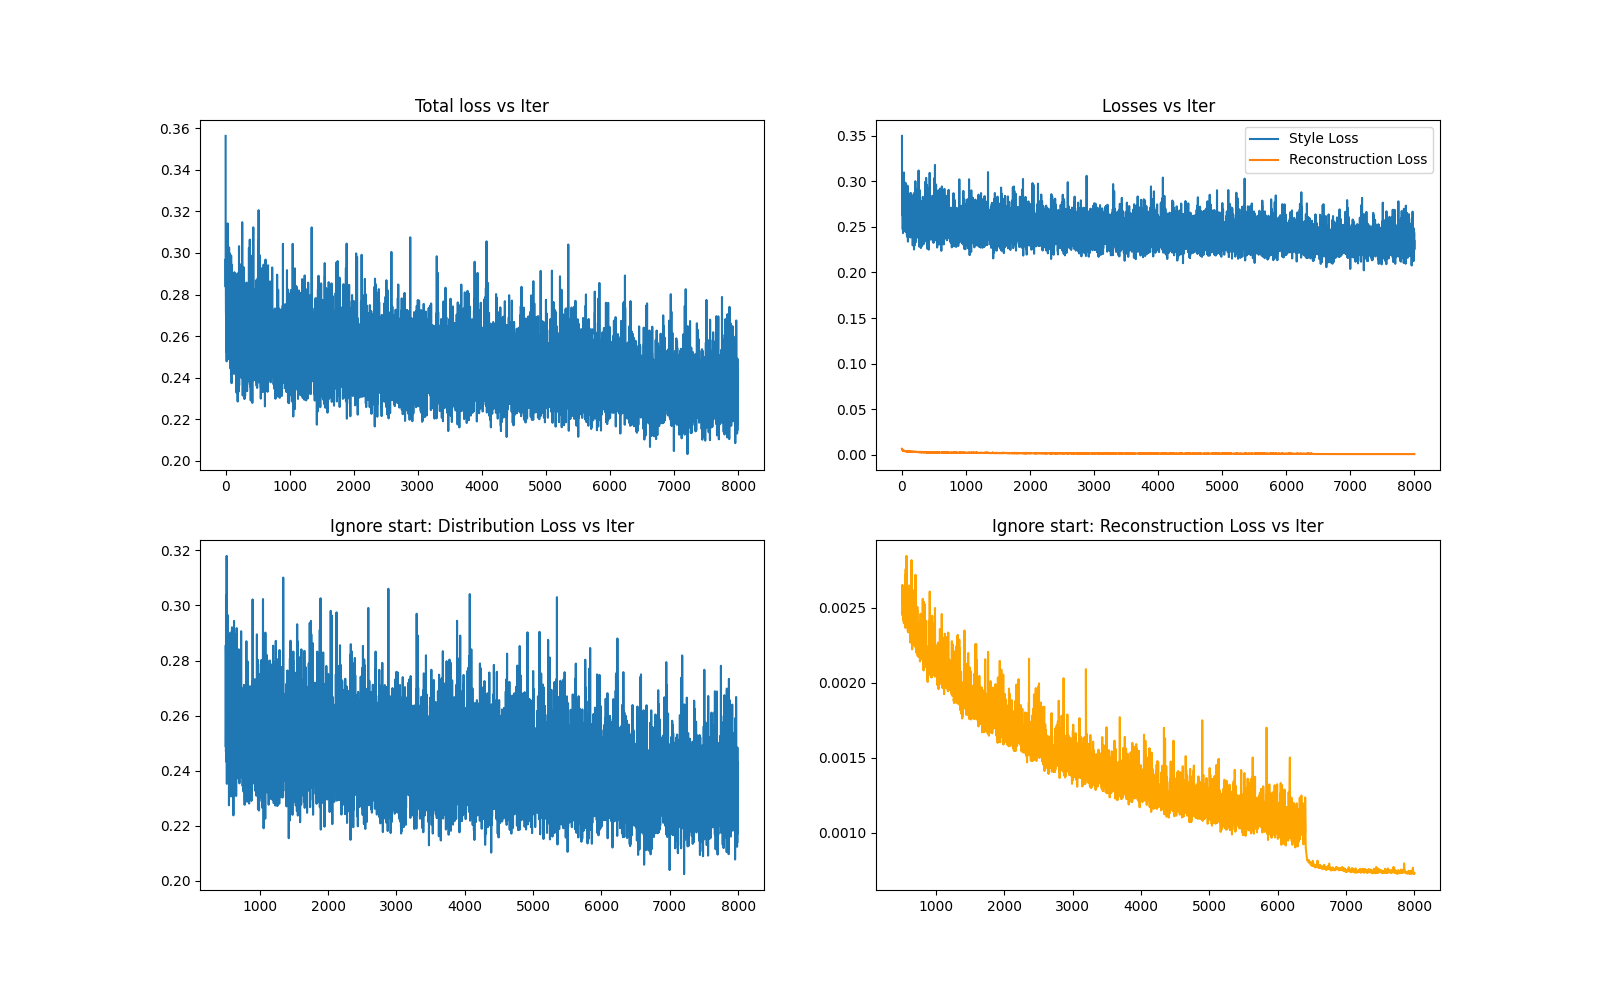 Total loss vs Iter
0.36
0.34
0.32
0.30
0.28
0.26
0.24
0.22
0.20
0 1000 2000 3000 4000 5000 6000 7000 8000
Losses vs Iter
Style Loss
Reconstruction Loss
0.35
0.30
0.25
0.20
0.15
0.10
0.05
0.00
0 1000 2000 3000 4000 5000 6000 7000 8000
Ignore start: Distribution Loss vs Iter
0.32
0.30
0.28
0.26
0.24
0.22
0.20
1000 2000 3000 4000 5000 6000 7000 8000
Ignore start: Reconstruction Loss vs Iter
0.0025
0.0020
0.0015
0.0010
1000 2000 3000 4000 5000 6000 7000 8000